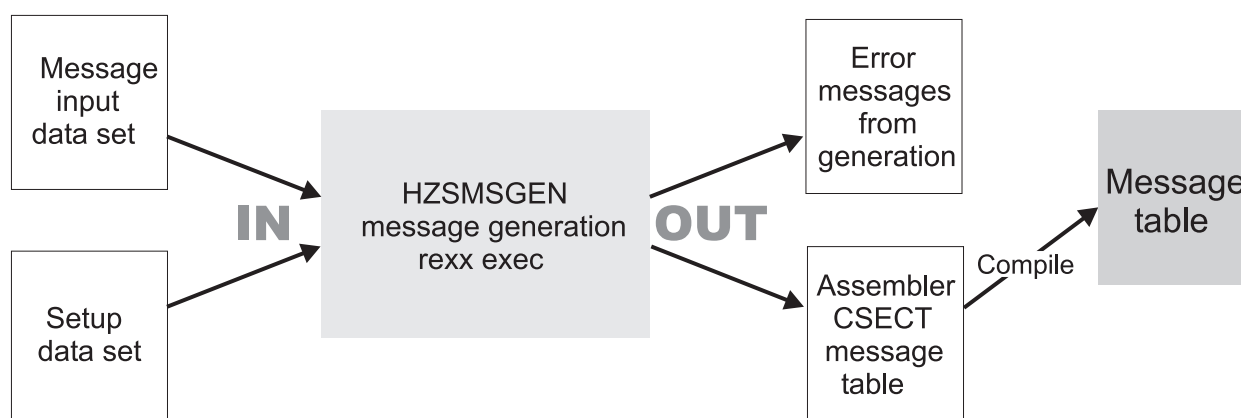 Message
input
data set
Setup
data set
IN
HZSMSGEN
message generation
rexx exec
OUT
Error
messages
from
generation
Assembler
CSECT
message
table
Compile
Message
table